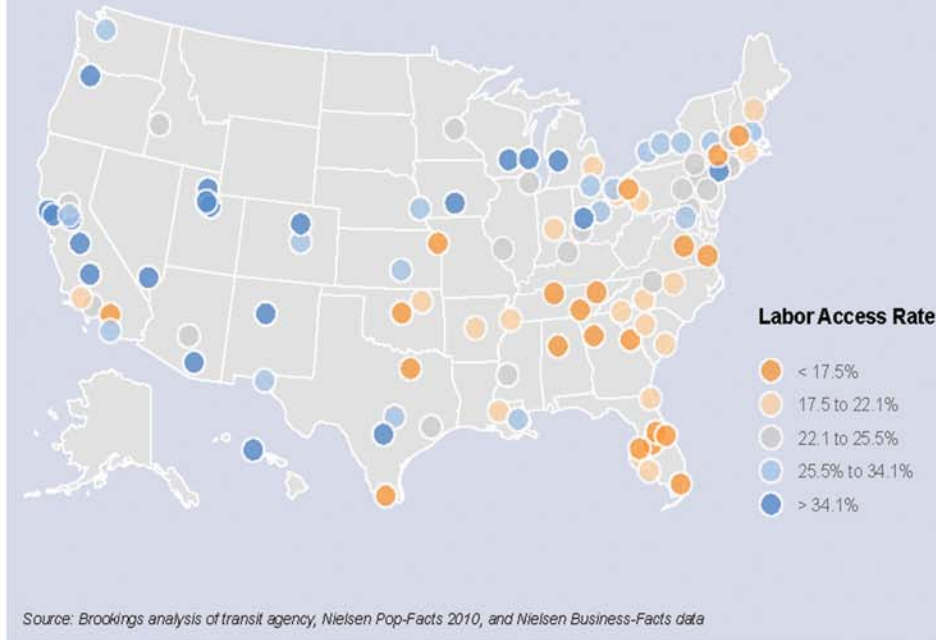 Labor Access Rate
< 17.5%
17.5 to 22.1%
22.1 to 25.5%
25.5% to 34.1%
> 34.1%
Source: Brookings analysis of transit agency, Nielsen Pop-Facts 2010, and Nielsen Business-Facts data